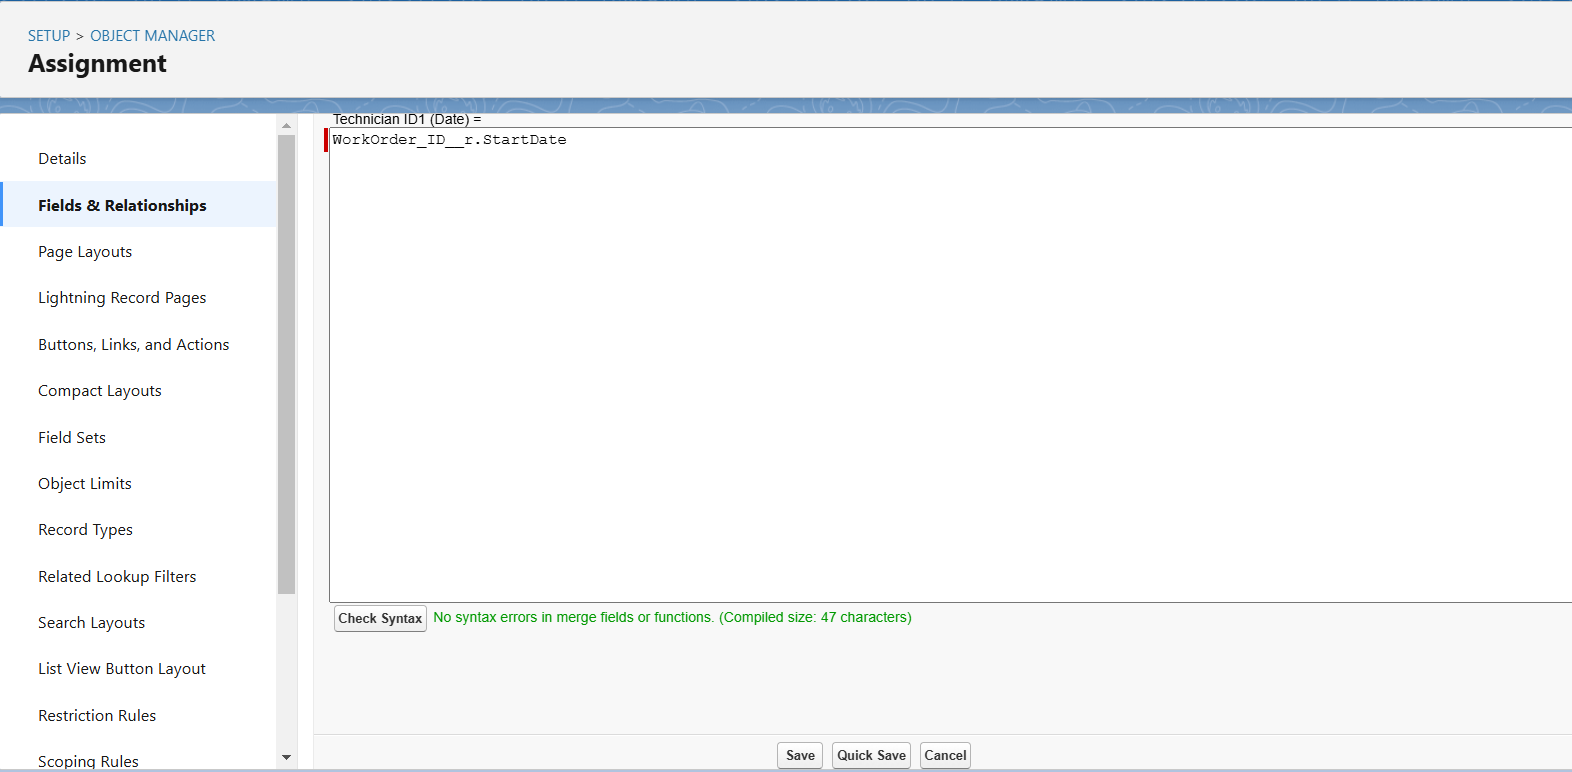 SETUP > OBJECT MANAGER
Assignment
Details
Fields & Relationships
Page Layouts
Lightning Record Pages
Buttons, Links, and Actions
Compact Layouts
Field Sets
Object Limits
Record Types
Related Lookup Filters
Search Layouts
List View Button Layout
Restriction Rules
Scoping Rules
Technician ID1 (Date) =
WorkOrder_ID__r.StartDate
Check Syntax No syntax errors in merge fields or functions. (Compiled size: 47 characters)
Save Quick Save Cancel